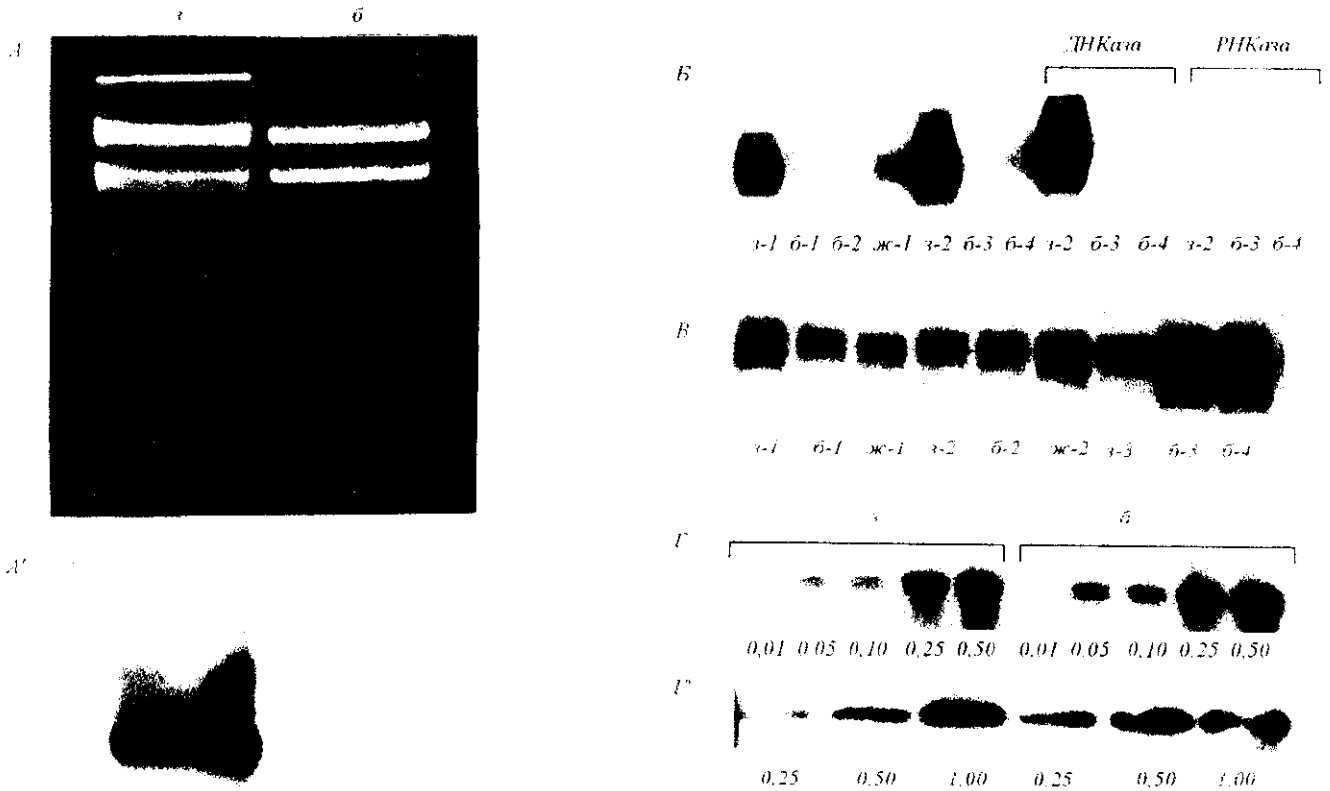 з б
А
А'
ДНКаза РНКаза
Б
з-1 б-1 б-2 ж-1 з-2 б-3 б-4 з-2 б-3 б-4 з-2 б-3 б-4
В
з-1 б-1 ж-1 з-2 б-2 ж-2 з-3 б-3 б-4
з б
Г
0,01 0,05 0,10 0,25 0,50 0,01 0,05 0,10 0,25 0,50
Г'
0,25 0,50 1,00 0,25 0,50 1,00